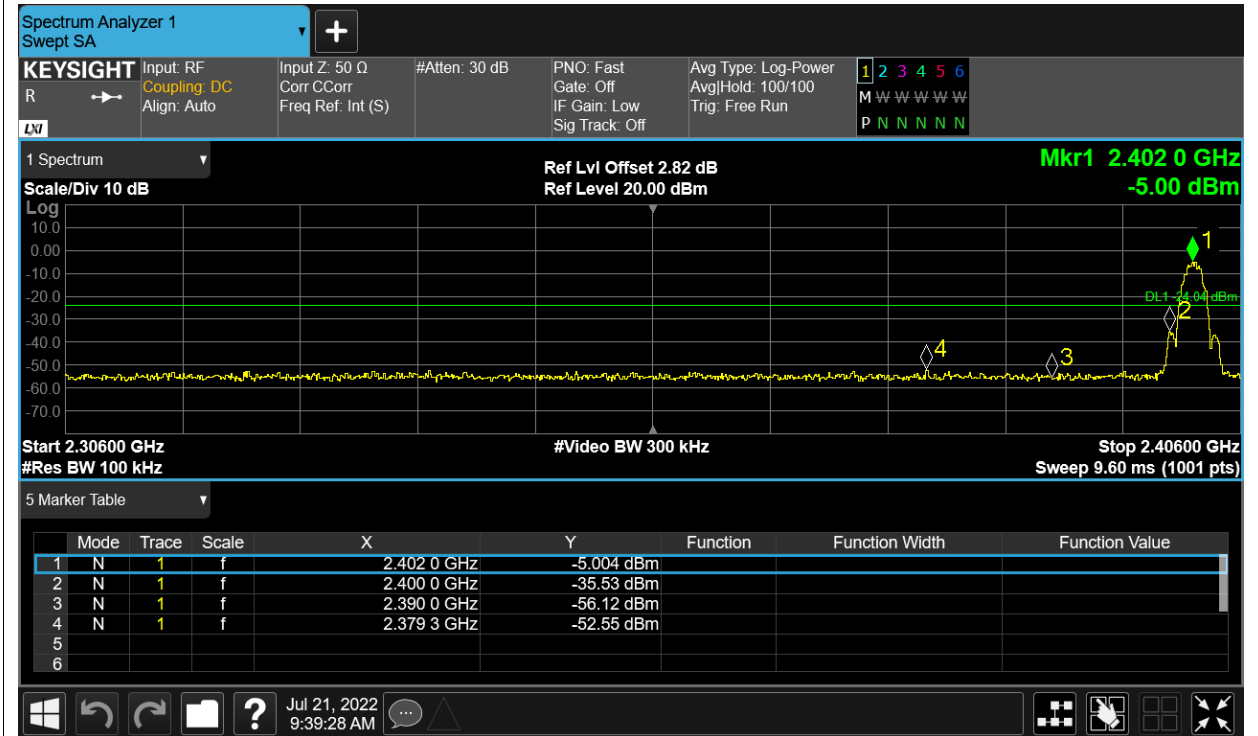 Spectrum Analyzer 1
Swept SA
KEYSIGHT
R
LXI
Input: RF
Coupling: DC
Align: Auto
Input Z: 50 Ω
Corr CCorr
Freq Ref: Int (S)
#Atten: 30 dB
PNO: Fast
Gate: Off
IF Gain: Low
Sig Track: Off
Avg Type: Log-Power
Avg|Hold: 100/100
Trig: Free Run
1 2 3 4 5 6
M W W W W W
P N N N N N
1 Spectrum
Scale/Div 10 dB
Ref Lvl Offset 2.82 dB
Ref Level 20.00 dBm
Mkr1 2.402 0 GHz
-5.00 dBm
Log
10.0
0.00
-10.0
-20.0
-30.0
-40.0
-50.0
-60.0
-70.0
1
DL1 -24.04 dBm
2
4
3
Start 2.30600 GHz
#Video BW 300 kHz
Stop 2.40600 GHz
#Res BW 100 kHz
Sweep 9.60 ms (1001 pts)
5 Marker Table
Mode Trace Scale X Y Function Function Width Function Value
1 N 1 f 2.402 0 GHz -5.004 dBm
2 N 1 f 2.400 0 GHz -35.53 dBm
3 N 1 f 2.390 0 GHz -56.12 dBm
4 N 1 f 2.379 3 GHz -52.55 dBm
5
6
?
Jul 21, 2022
9:39:28 AM